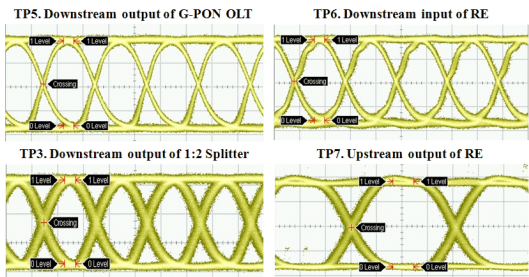 TP5. Downstream output of G-PON OLT
1 Level 1 Level
Crossing
0 Level 0 Level
TP6. Downstream input of RE
1 Level 1 Level
Crossing
0 Level 0 Level
TP3. Downstream output of 1:2 Splitter
1 Level 1 Level
Crossing
0 Level 0 Level
TP7. Upstream output of RE
1 Level 1 Level
Crossing
0 Level 0 Level